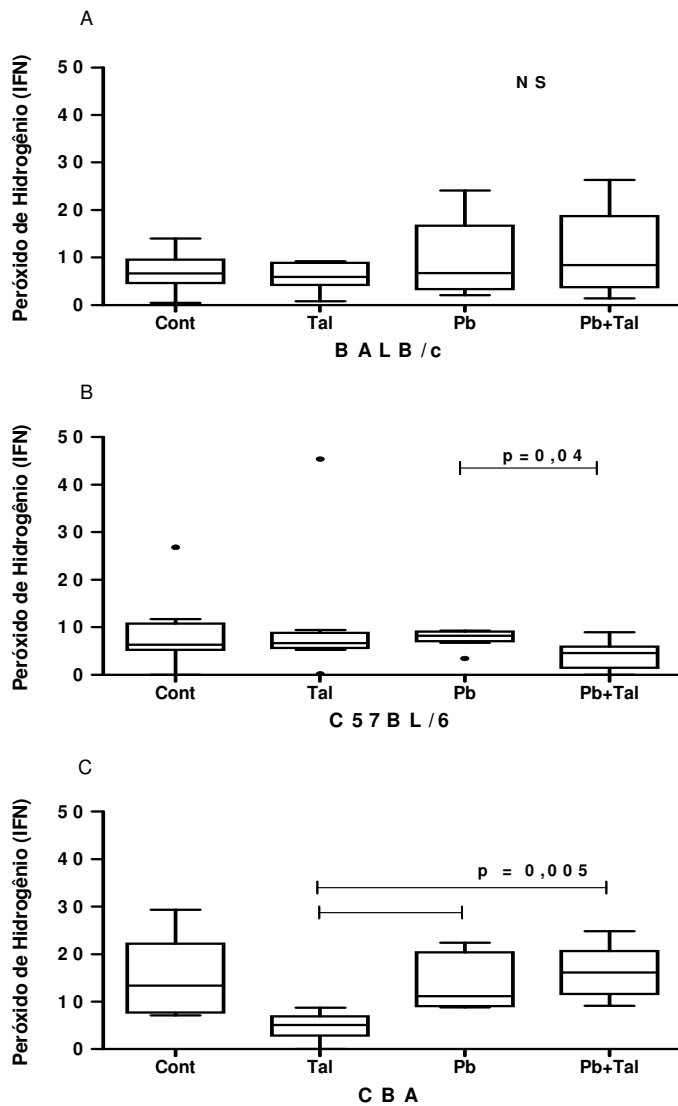 A
Peróxido de Hidrogênio (IFN)
50
40
30
20
10
0
NS
Cont Tal Pb Pb+Tal
BALB/c
B
Peróxido de Hidrogênio (IFN)
50
40
30
20
10
0
p=0,04
Cont Tal Pb Pb+Tal
C57BL/6
C
Peróxido de Hidrogênio (IFN)
50
40
30
20
10
0
p = 0,005
Cont Tal Pb Pb+Tal
CBA